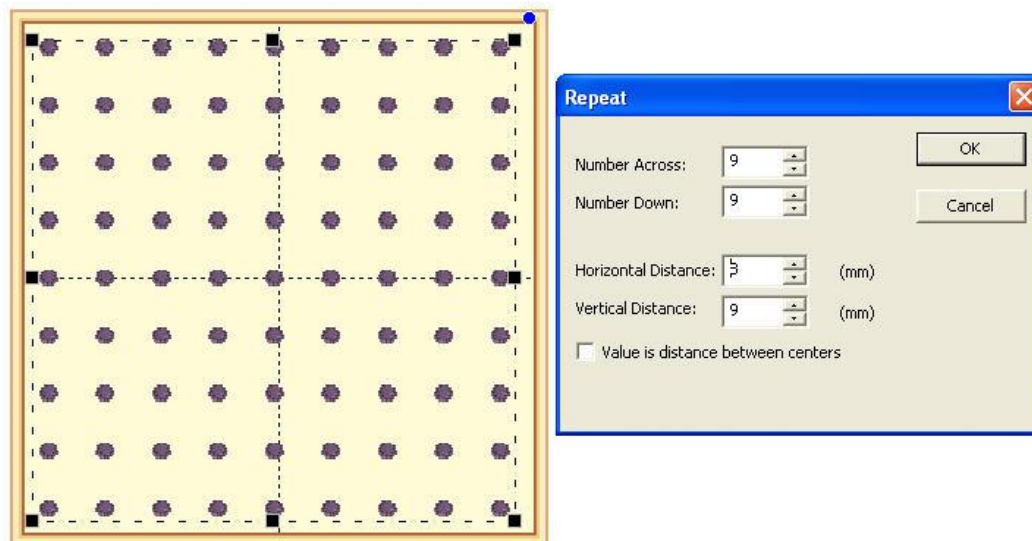 Repeat
OK
Number Across: 9
Number Down: 9
Cancel
Horizontal Distance: (mm)
Vertical Distance: 9 (mm)
Value is distance between centers